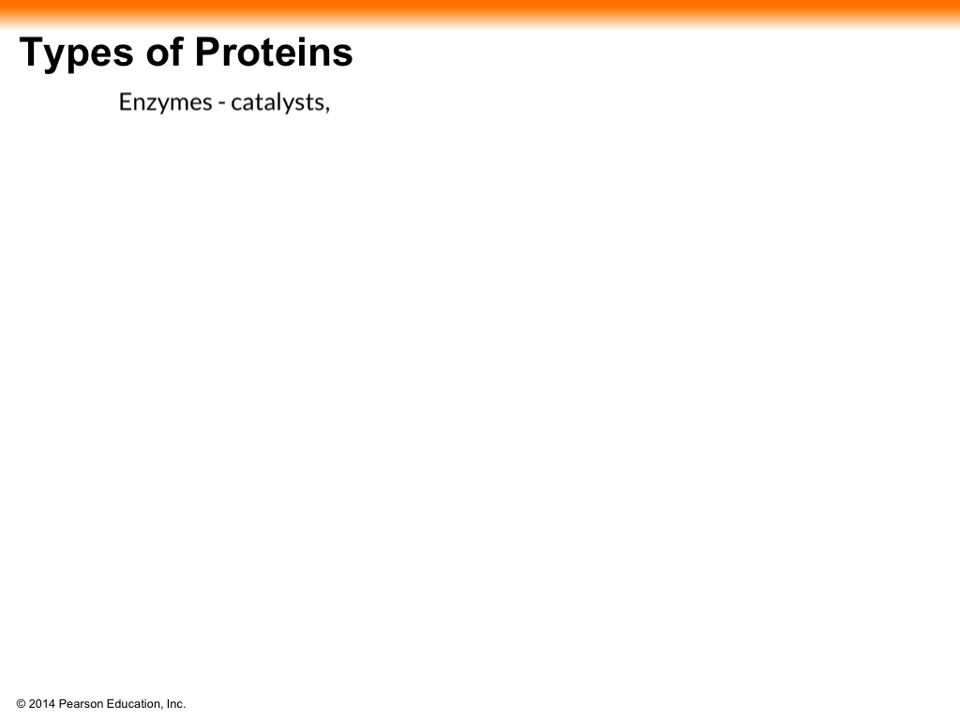 Types of Proteins
Enzymes - catalysts,
© 2014 Pearson Education, Inc.